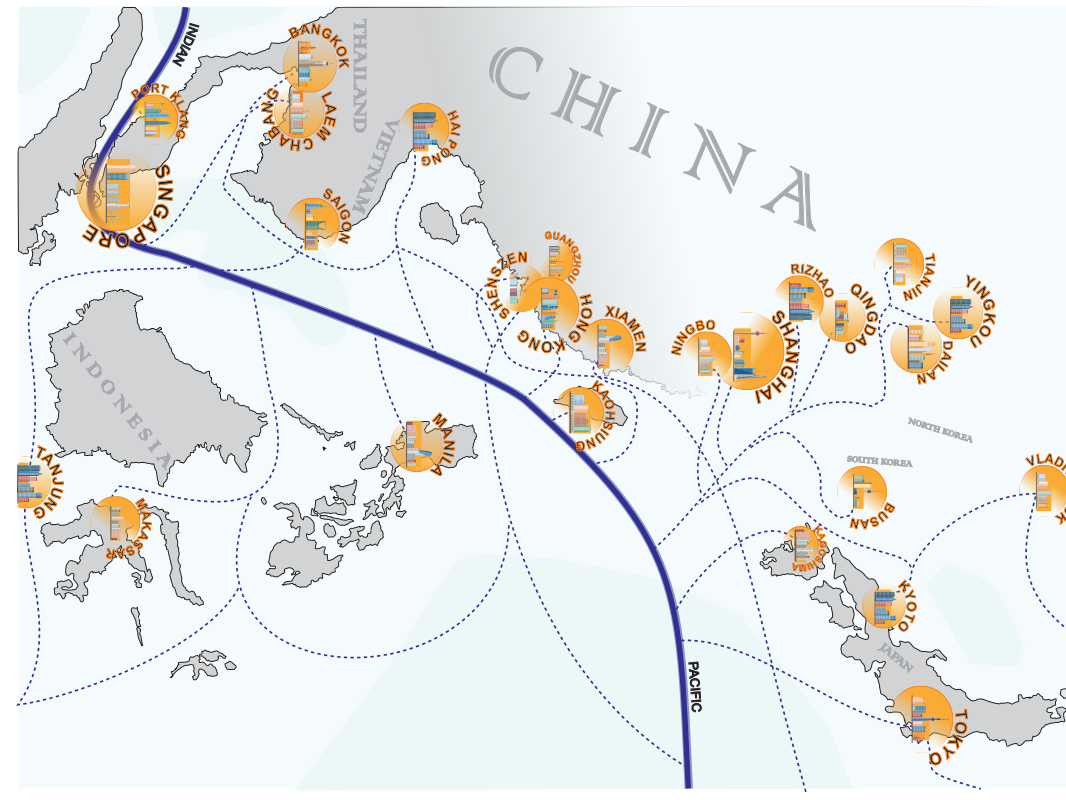 INDIAN
BANGKOK
THAILAND
CHINA
PORT KLANG
LAEM CHABANG
HAI PONG
VIETNAM
SINGAPORE
SAIGON
GUANGZHOU
SHENSZEN
HONG KONG
XIAMEN
NINGBO
SHANGHAI
RIZHAO
QINGDAO
TIANJIN
YINGKOU
DAILAN
INDONESIA
KAOHSIUNG
MANILA
NORTH KOREA
SOUTH KOREA
TANJUNG
MAKASSAR
BUSAN
KAGOSHIMA
KYOTO
JAPAN
PACIFIC
TOKYO